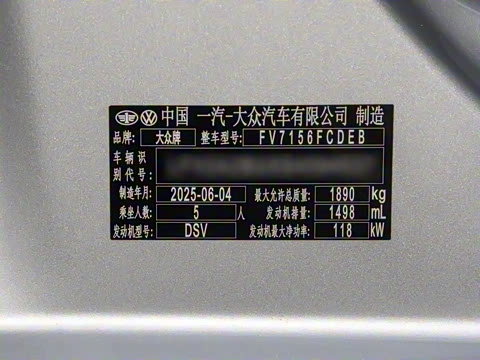 中国 一汽-大众汽车有限公司 制造
品牌: 大众牌 整车型号: FV7156FCDEB
车辆识
别代号:
制造年月: 2025-06-04 最大允许总质量: 1890 kg
乘坐人数: 5 人 发动机排量: 1498 mL
发动机型号: DSV 发动机最大净功率: 118 kW